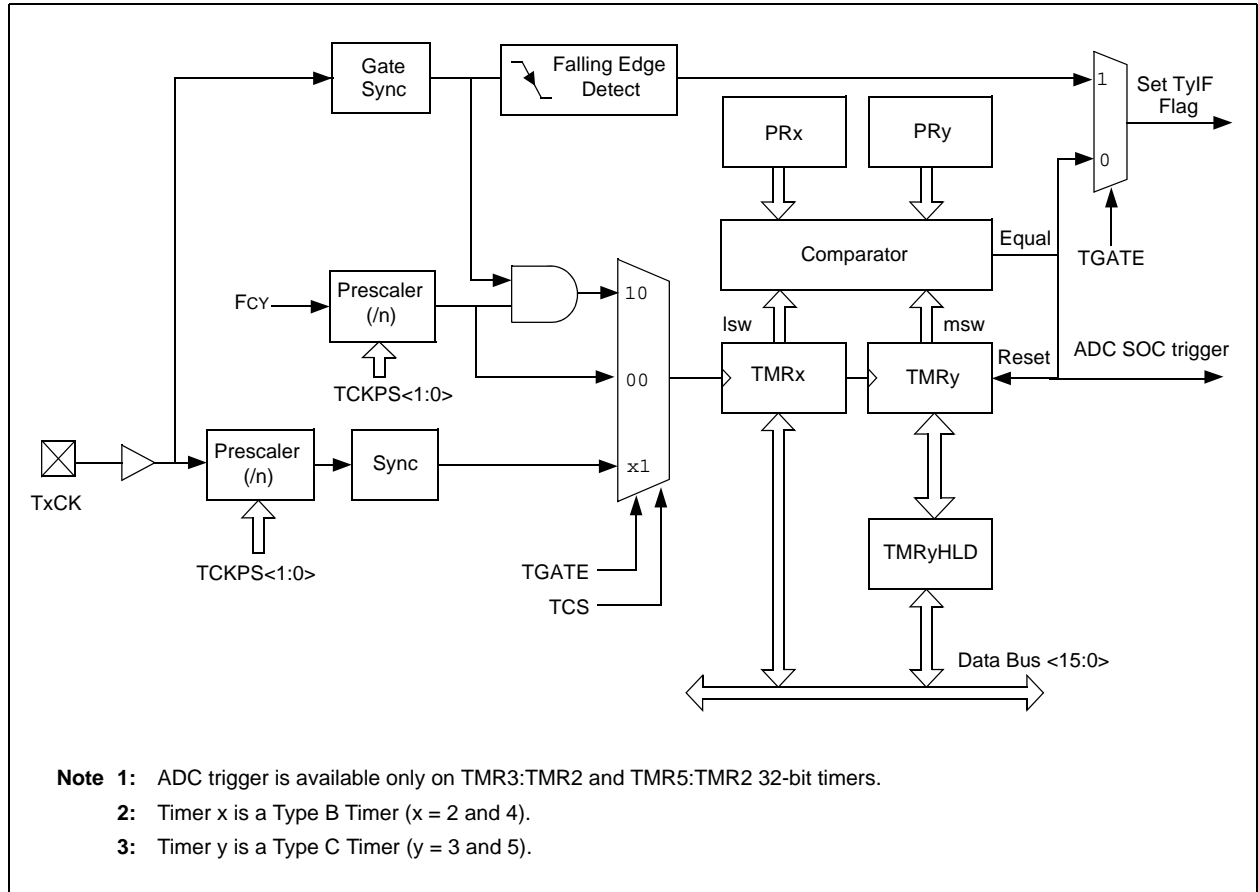 Gate
Sync
Falling Edge
Detect
1
Set TyIF
Flag
PRx
PRy
0
Comparator
Equal
TGATE
FCY
Prescaler
(/n)
10
lsw
msw
TCKPS<1:0>
00
TMRx
TMRy
Reset
ADC SOC trigger
TxCK
Prescaler
(/n)
Sync
x1
TCKPS<1:0>
TGATE
TCS
TMRyHLD
Data Bus <15:0>
Note 1: ADC trigger is available only on TMR3:TMR2 and TMR5:TMR2 32-bit timers.
2: Timer x is a Type B Timer (x = 2 and 4).
3: Timer y is a Type C Timer (y = 3 and 5).